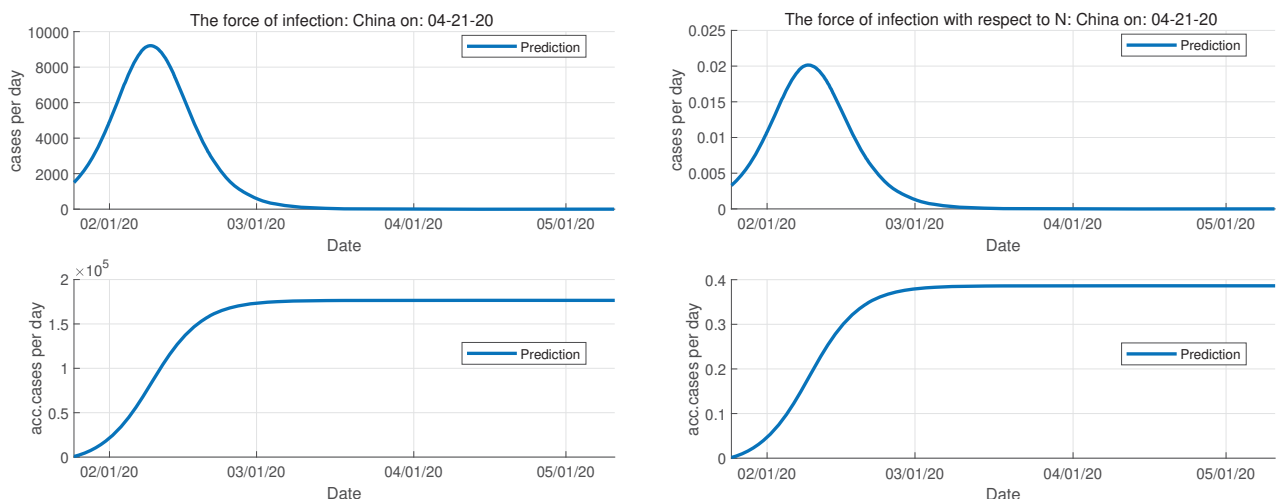 The force of infection: China on: 04-21-20
10000
8000
6000
4000
2000
0
cases per day
Prediction
02/01/20 03/01/20 04/01/20 05/01/20
Date
The force of infection with respect to N: China on: 04-21-20
0.025
0.02
0.015
0.01
0.005
0
cases per day
Prediction
02/01/20 03/01/20 04/01/20 05/01/20
Date
×10⁵
2
1.5
1
0.5
0
acc.cases per day
Prediction
02/01/20 03/01/20 04/01/20 05/01/20
Date
0.4
0.3
0.2
0.1
0
acc.cases per day
Prediction
02/01/20 03/01/20 04/01/20 05/01/20
Date